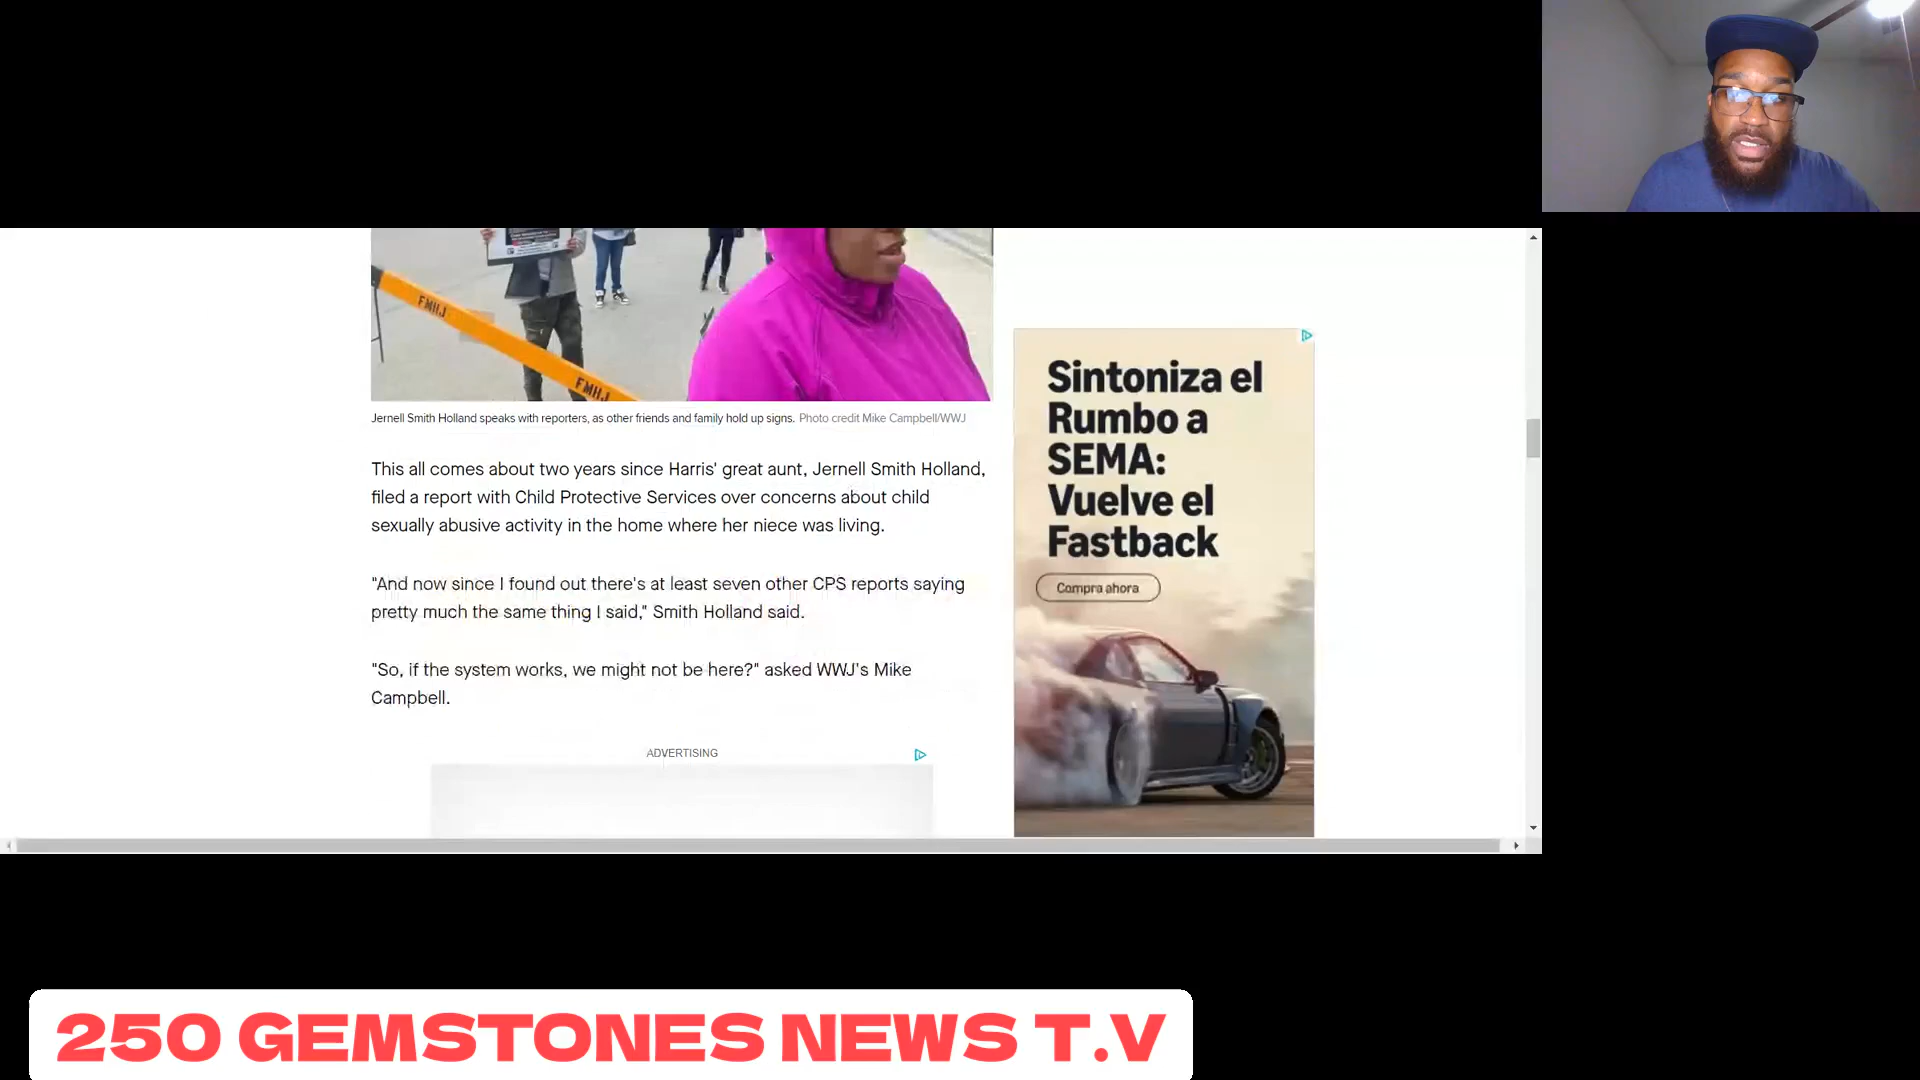 FMHJ
FMHJ
Jernell Smith Holland speaks with reporters, as other friends and family hold up signs. Photo credit Mike Campbell/WWJ
This all comes about two years since Harris' great aunt, Jernell Smith Holland,
filed a report with Child Protective Services over concerns about child
sexually abusive activity in the home where her niece was living.
"And now since I found out there's at least seven other CPS reports saying
pretty much the same thing I said," Smith Holland said.
"So, if the system works, we might not be here?" asked WWJ's Mike
Campbell.
ADVERTISING
Sintoniza el
Rumbo a
SEMA:
Vuelve el
Fastback
Compra ahora
250 GEMSTONES NEWS T.V